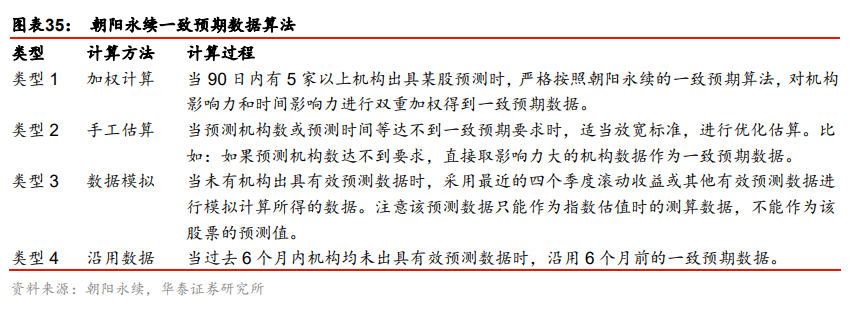 图表35： 朝阳永续一致预期数据算法
类型 计算方法 计算过程
类型 1 加权计算 当 90 日内有 5 家以上机构出具某股预测时，严格按照朝阳永续的一致预期算法，对机构
影响力和时间影响力进行双重加权得到一致预期数据。
类型 2 手工估算 当预测机构数或预测时间等达不到一致预期要求时，适当放宽标准，进行优化估算。比
如：如果预测机构数达不到要求，直接取影响力大的机构数据作为一致预期数据。
类型 3 数据模拟 当未有机构出具有效预测数据时，采用最近的四个季度滚动收益或其他有效预测数据进
行模拟计算所得的数据。注意该预测数据只能作为指数估值时的测算数据，不能作为该
股票的预测值。
类型 4 沿用数据 当过去 6 个月内机构均未出具有效预测数据时，沿用 6 个月前的一致预期数据。
资料来源：朝阳永续，华泰证券研究所